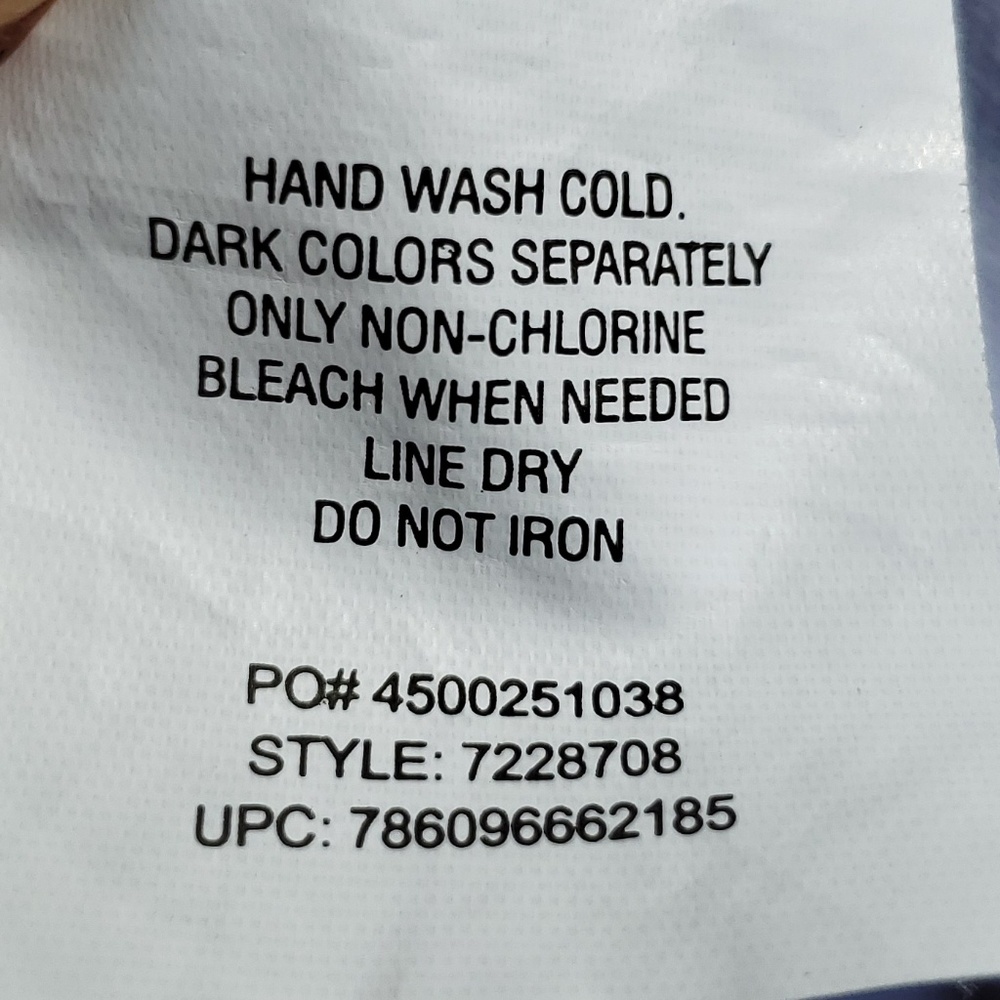 HAND WASH COLD.
DARK COLORS SEPARATELY
ONLY NON-CHLORINE
BLEACH WHEN NEEDED
LINE DRY
DO NOT IRON
PO# 4500251038
STYLE: 7228708
UPC: 786096662185